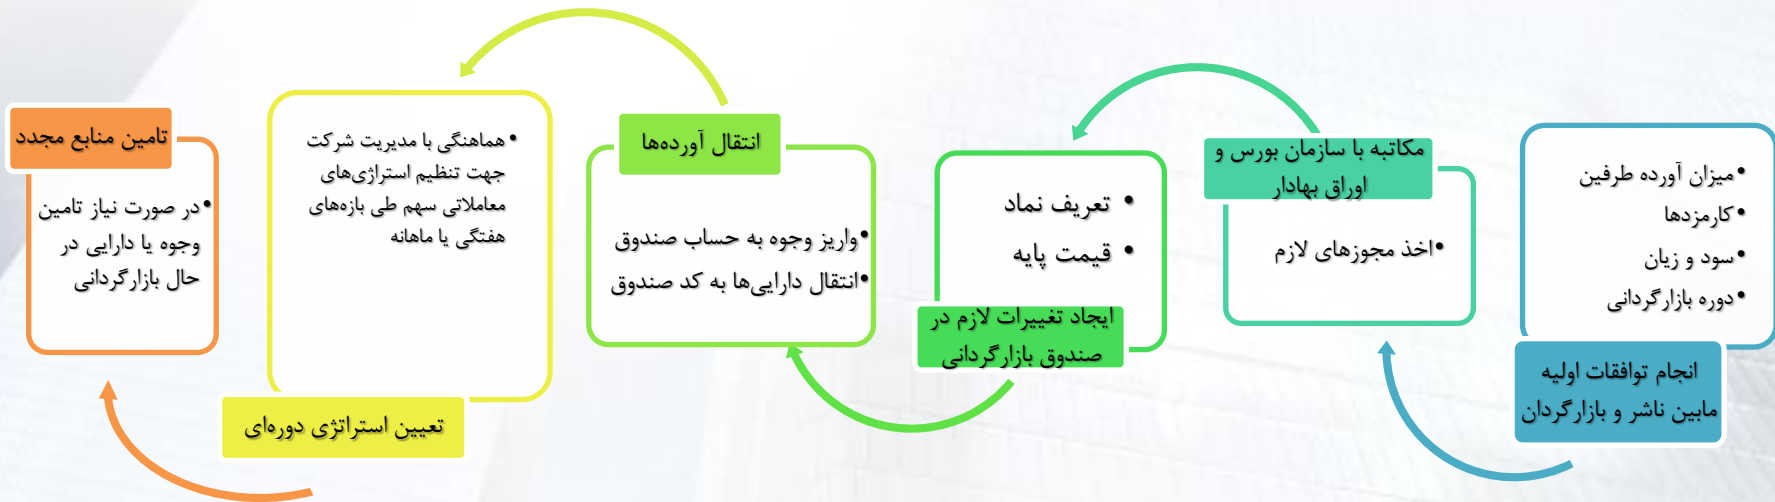 •میزان آورده طرفین
•کارمزدها
•سود و زیان
•دوره بازارگردانی
انجام توافقات اولیه
مابین ناشر و بازارگردان
مکاتبه با سازمان بورس و
اوراق بهادار
•اخذ مجوزهای لازم
• تعریف نماد
• قیمت پایه
ایجاد تغییرات لازم در
صندوق بازارگردانی
انتقال آورده‌ها
•واریز وجوه به حساب صندوق
•انتقال دارایی‌ها به کد صندوق
•هماهنگی با مدیریت شرکت
جهت تنظیم استراژی‌های
معاملاتی سهم طی بازه‌های
هفتگی یا ماهانه
تعیین استراتژی دوره‌ای
تامین منابع مجدد
•در صورت نیاز تامین
وجوه یا دارایی در
حال بازارگردانی